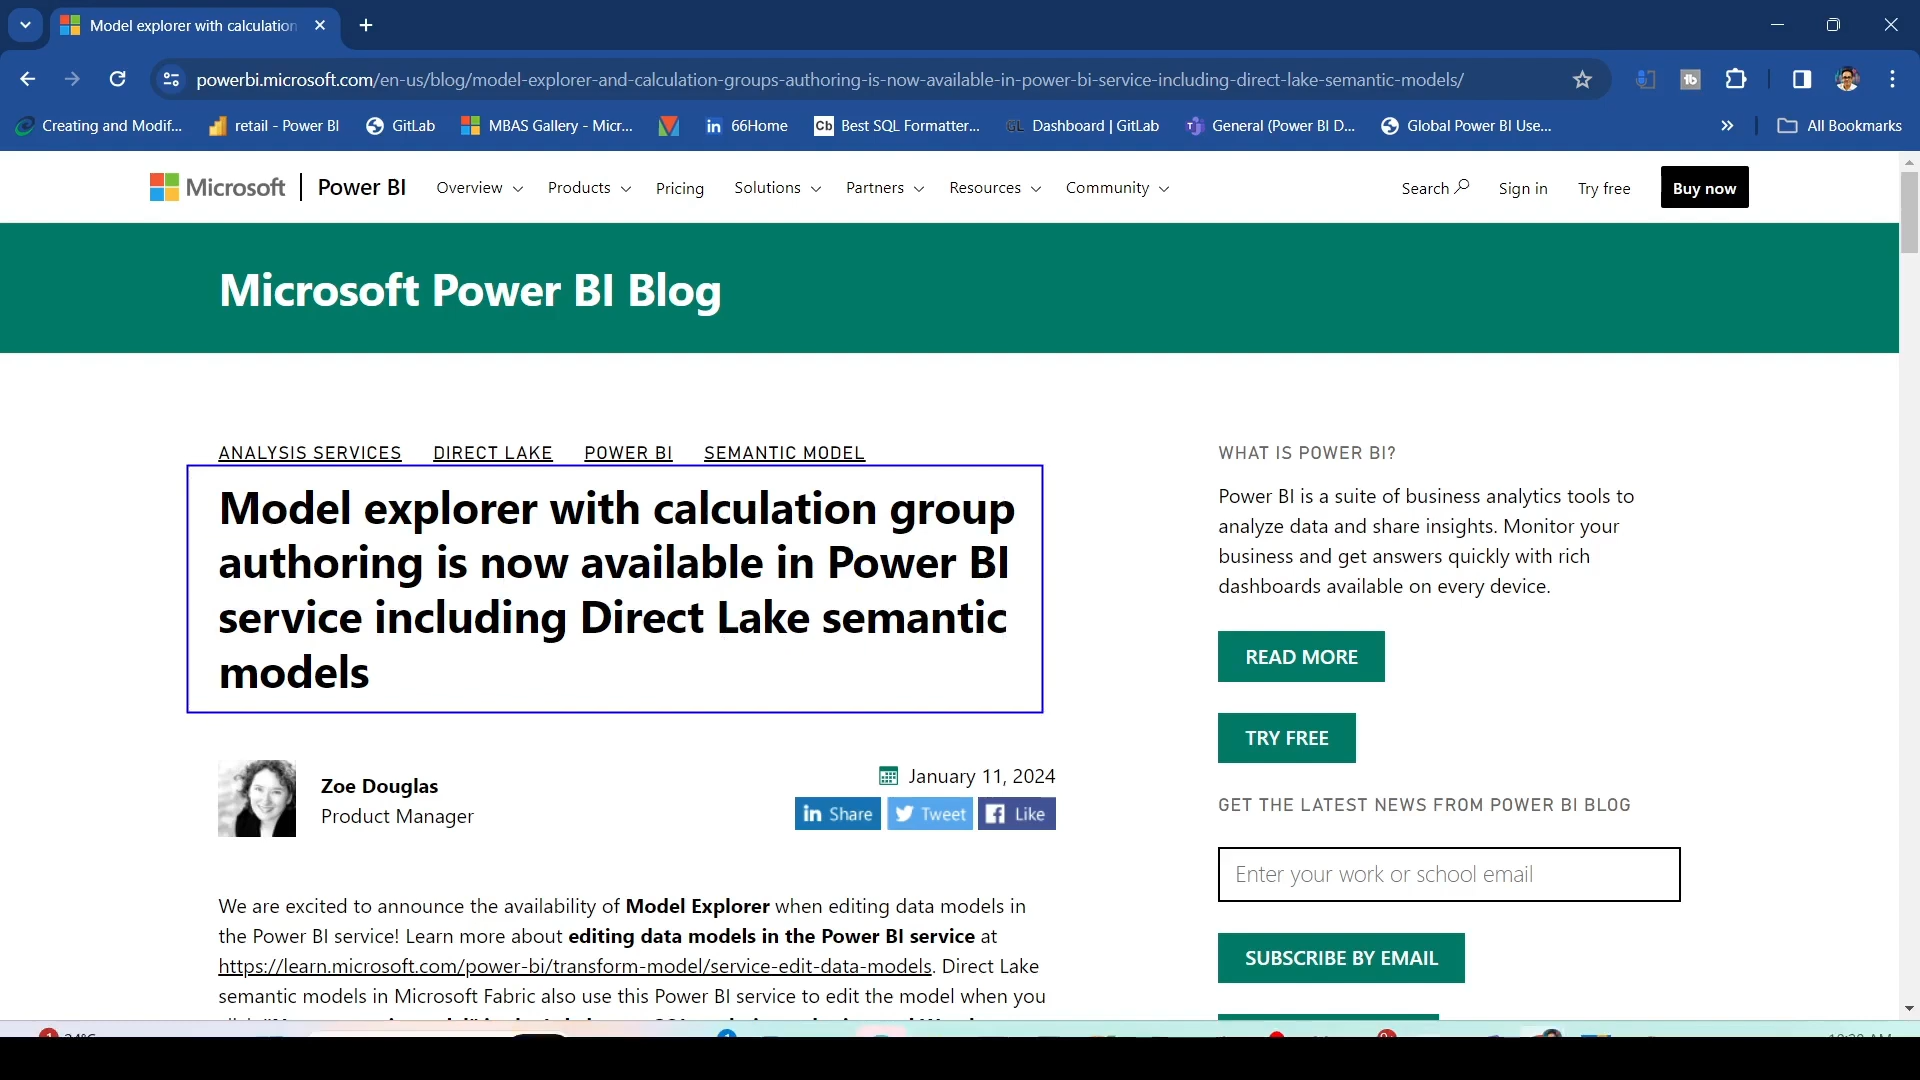 Model explorer with calculation
powerbi.microsoft.com/en-us/blog/model-explorer-and-calculation-groups-authoring-is-now-available-in-power-bi-service-including-direct-lake-semantic-models/
Creating and Modif... retail - Power BI GitLab MBAS Gallery - Micr... 66Home Cb Best SQL Formatter... GL Dashboard | GitLab General (Power BI D... Global Power BI Use... » All Bookmarks
Microsoft | Power BI Overview Products Pricing Solutions Partners Resources Community Search Sign in Try free Buy now
Microsoft Power BI Blog
ANALYSIS SERVICES DIRECT LAKE POWER BI SEMANTIC MODEL
Model explorer with calculation group
authoring is now available in Power BI
service including Direct Lake semantic
models
Zoe Douglas
Product Manager
January 11, 2024
in Share Tweet Like
We are excited to announce the availability of Model Explorer when editing data models in
the Power BI service! Learn more about editing data models in the Power BI service at
https://learn.microsoft.com/power-bi/transform-model/service-edit-data-models. Direct Lake
semantic models in Microsoft Fabric also use this Power BI service to edit the model when you
WHAT IS POWER BI?
Power BI is a suite of business analytics tools to
analyze data and share insights. Monitor your
business and get answers quickly with rich
dashboards available on every device.
READ MORE
TRY FREE
GET THE LATEST NEWS FROM POWER BI BLOG
Enter your work or school email
SUBSCRIBE BY EMAIL